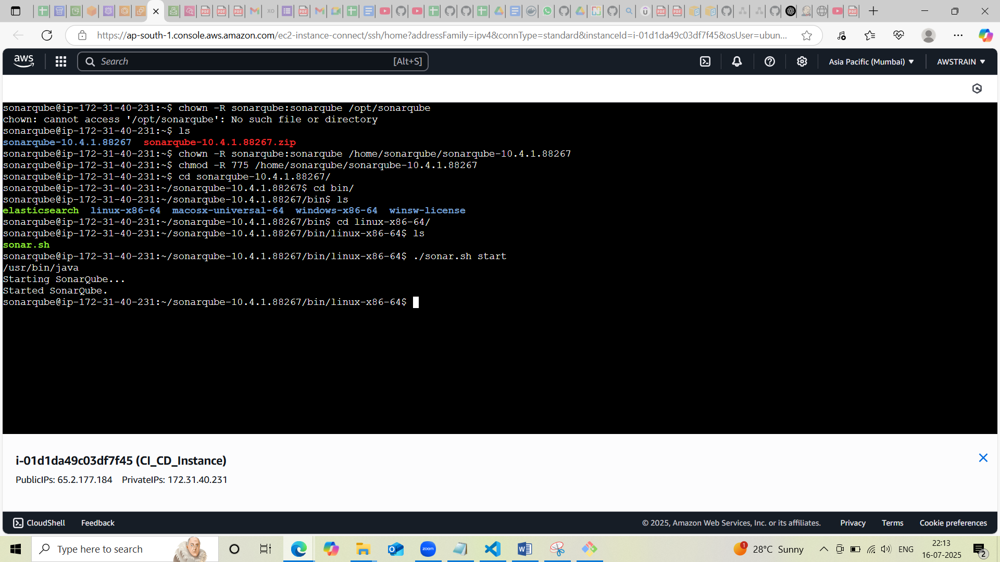 https://ap-south-1.console.aws.amazon.com/ec2-instance-connect/ssh/home?addressFamily=ipv4&connType=standard&instanceId=i-01d1da49c03df7f45&osUser=ubun...
aws
Search
[Alt+S]
Asia Pacific (Mumbai)
AWSTRAIN
sonarqube@ip-172-31-40-231:~$ chown -R sonarqube:sonarqube /opt/sonarqube
chown: cannot access '/opt/sonarqube': No such file or directory
sonarqube@ip-172-31-40-231:~$ ls
sonarqube-10.4.1.88267  sonarqube-10.4.1.88267.zip
sonarqube@ip-172-31-40-231:~$ chown -R sonarqube:sonarqube /home/sonarqube/sonarqube-10.4.1.88267
sonarqube@ip-172-31-40-231:~$ chmod -R 775 /home/sonarqube/sonarqube-10.4.1.88267
sonarqube@ip-172-31-40-231:~$ cd sonarqube-10.4.1.88267/
sonarqube@ip-172-31-40-231:~/sonarqube-10.4.1.88267$ cd bin/
sonarqube@ip-172-31-40-231:~/sonarqube-10.4.1.88267/bin$ ls
elasticsearch  linux-x86-64  macosx-universal-64  windows-x86-64  winsw-license
sonarqube@ip-172-31-40-231:~/sonarqube-10.4.1.88267/bin$ cd linux-x86-64/
sonarqube@ip-172-31-40-231:~/sonarqube-10.4.1.88267/bin/linux-x86-64$ ls
sonar.sh
sonarqube@ip-172-31-40-231:~/sonarqube-10.4.1.88267/bin/linux-x86-64$ ./sonar.sh start
/usr/bin/java
Starting SonarQube...
Started SonarQube.
sonarqube@ip-172-31-40-231:~/sonarqube-10.4.1.88267/bin/linux-x86-64$
i-01d1da49c03df7f45 (CI_CD_Instance)
PublicIPs: 65.2.177.184  PrivateIPs: 172.31.40.231
CloudShell
Feedback
© 2025, Amazon Web Services, Inc. or its affiliates.
Privacy
Terms
Cookie preferences
Type here to search
zoom
1
28°C Sunny
ENG
22:13
16-07-2025
2